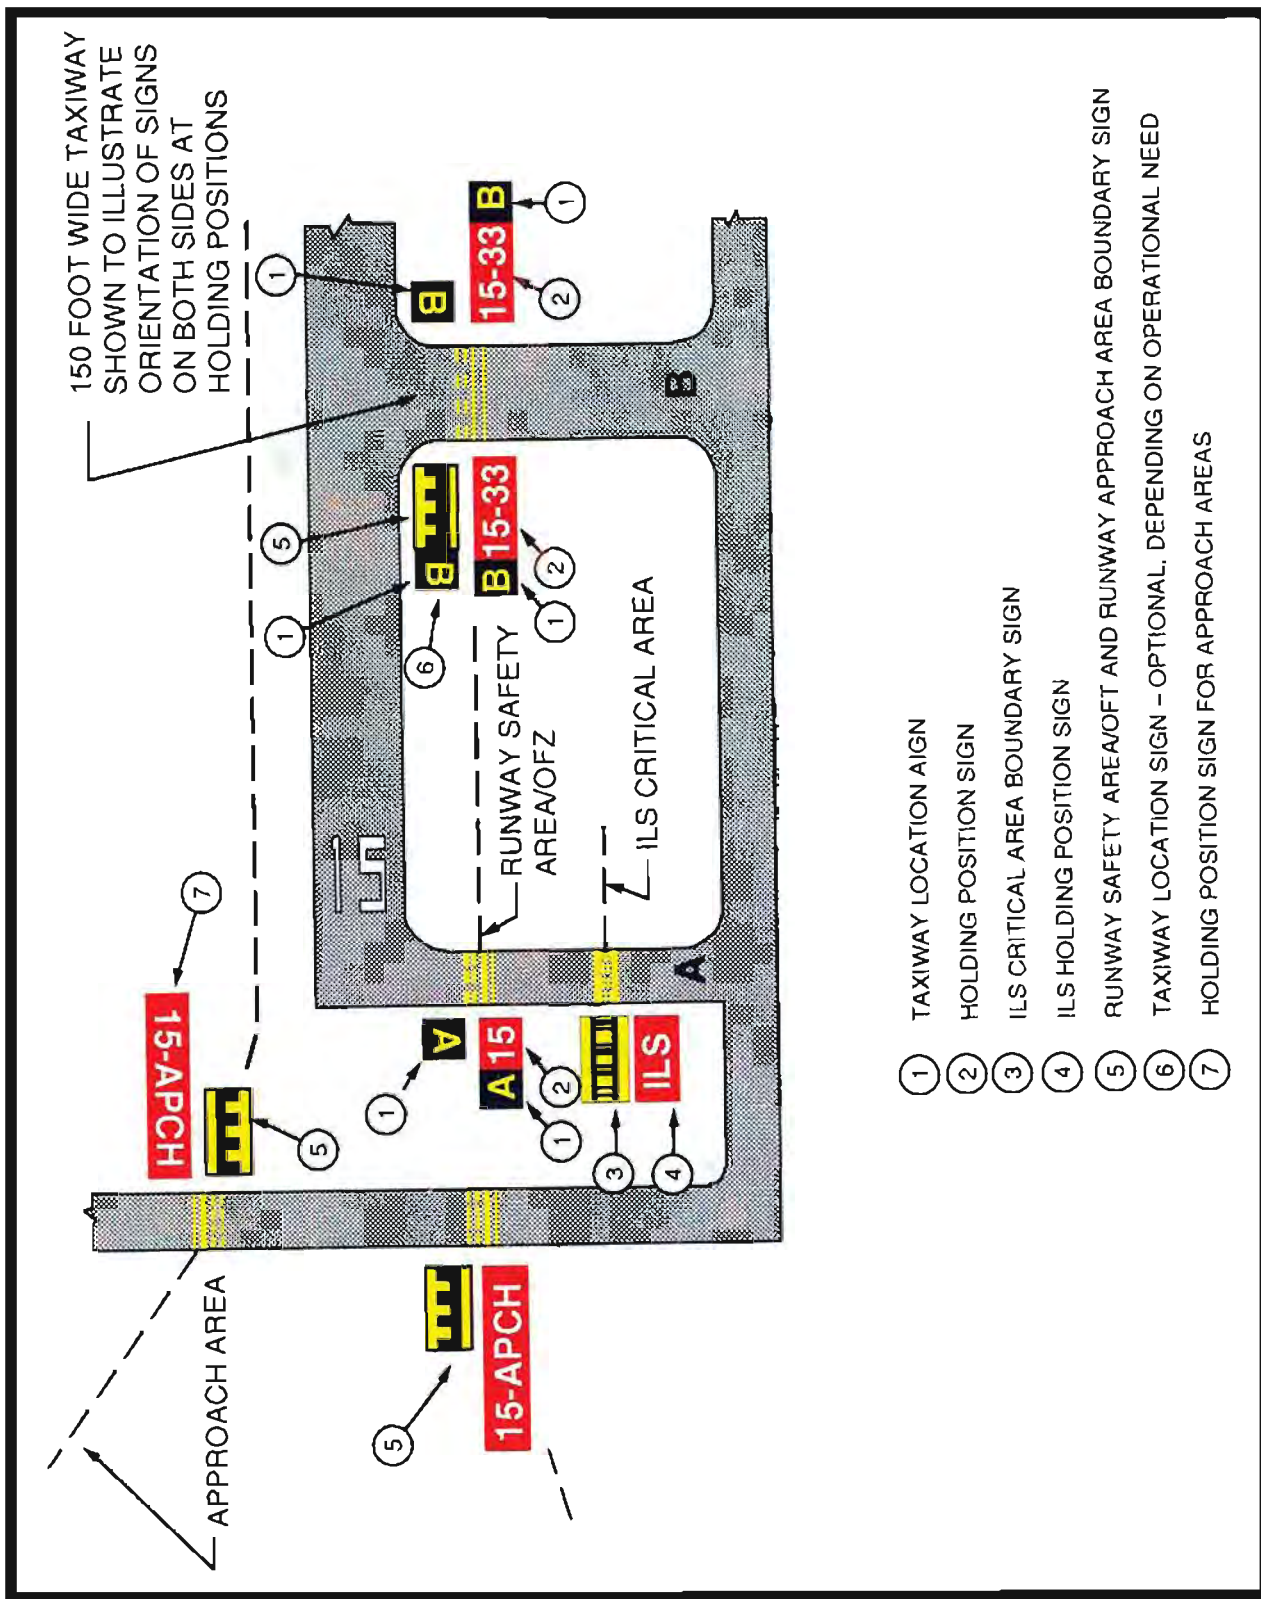 150 FOOT WIDE TAXIWAY
SHOWN TO ILLUSTRATE
ORIENTATION OF SIGNS
ON BOTH SIDES AT
HOLDING POSITIONS
APPROACH AREA
15-APCH
7
5
5
15-APCH
15
1
A
1
A 15
1
2
3
ILS
4
A
RUNWAY SAFETY
AREA/OFZ
ILS CRITICAL AREA
5
1
B
6
B 15-33
1
2
1
B
15-33 B
2
1
B
1 TAXIWAY LOCATION AIGN
2 HOLDING POSITION SIGN
3 ILS CRITICAL AREA BOUNDARY SIGN
4 ILS HOLDING POSITION SIGN
5 RUNWAY SAFETY AREA/OFT AND RUNWAY APPROACH AREA BOUNDARY SIGN
6 TAXIWAY LOCATION SIGN - OPTIONAL, DEPENDING ON OPERATIONAL NEED
7 HOLDING POSITION SIGN FOR APPROACH AREAS